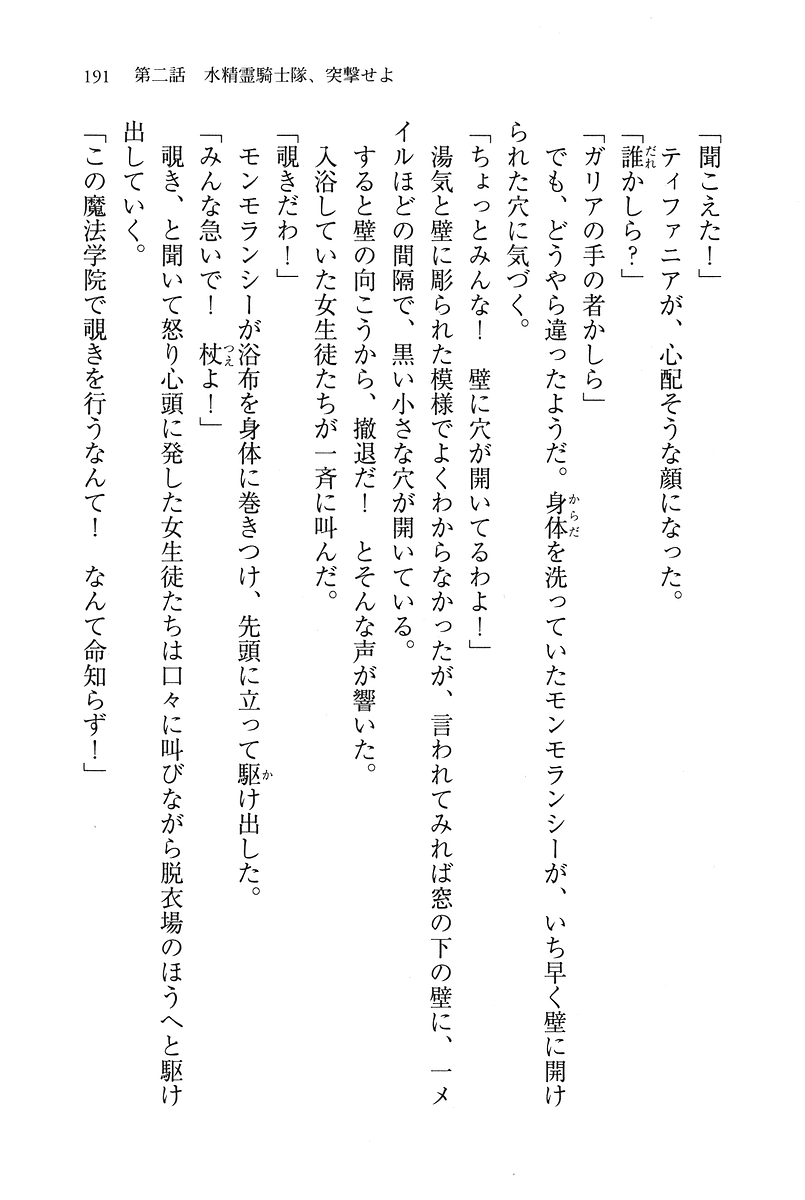 191　第二話　水精霊騎士隊、突撃せよ
「聞こえた！」
　ティファニアが、心配そうな顔になった。
「誰かしら？」
「ガリアの手の者かしら」
　でも、どうやら違ったようだ。身体を洗っていたモンモランシーが、いち早く壁に開け
られた穴に気づく。
「ちょっとみんな！　壁に穴が開いてるわよ！」
　湯気と壁に彫られた模様でよくわからなかったが、言われてみれば窓の下の壁に、一メ
イルほどの間隔で、黒い小さな穴が開いている。
　すると壁の向こうから、撤退だ！　とそんな声が響いた。
　入浴していた女生徒たちが一斉に叫んだ。
「覗きだわ！」
　モンモランシーが浴布を身体に巻きつけ、先頭に立って駆け出した。
「みんな急いで！　杖よ！」
　覗き、と聞いて怒り心頭に発した女生徒たちは口々に叫びながら脱衣場のほうへと駆け
出していく。
「この魔法学院で覗きを行うなんて！　なんて命知らず！」